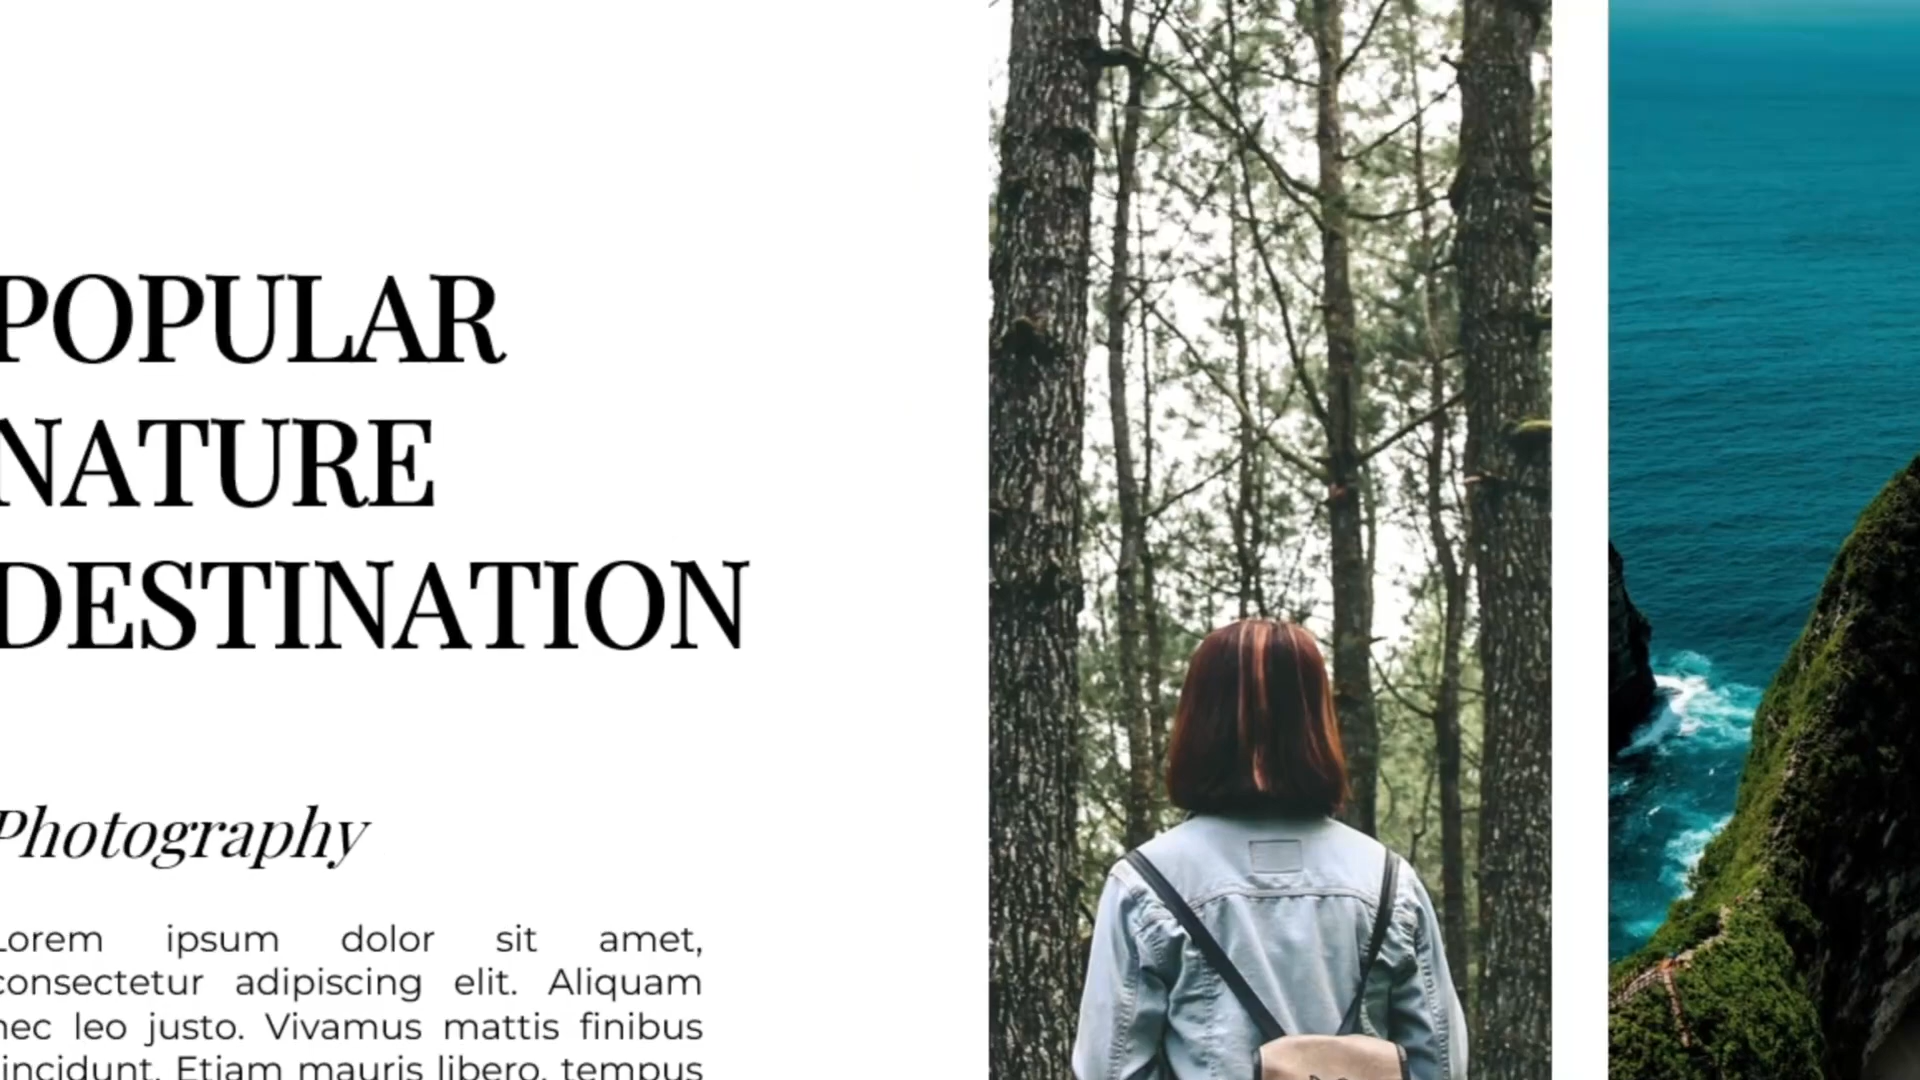 POPULAR
NATURE
DESTINATION
Photography
Lorem ipsum dolor sit amet,
consectetur adipiscing elit. Aliquam
nec leo justo. Vivamus mattis finibus
tincidunt. Etiam mauris libero, tempus